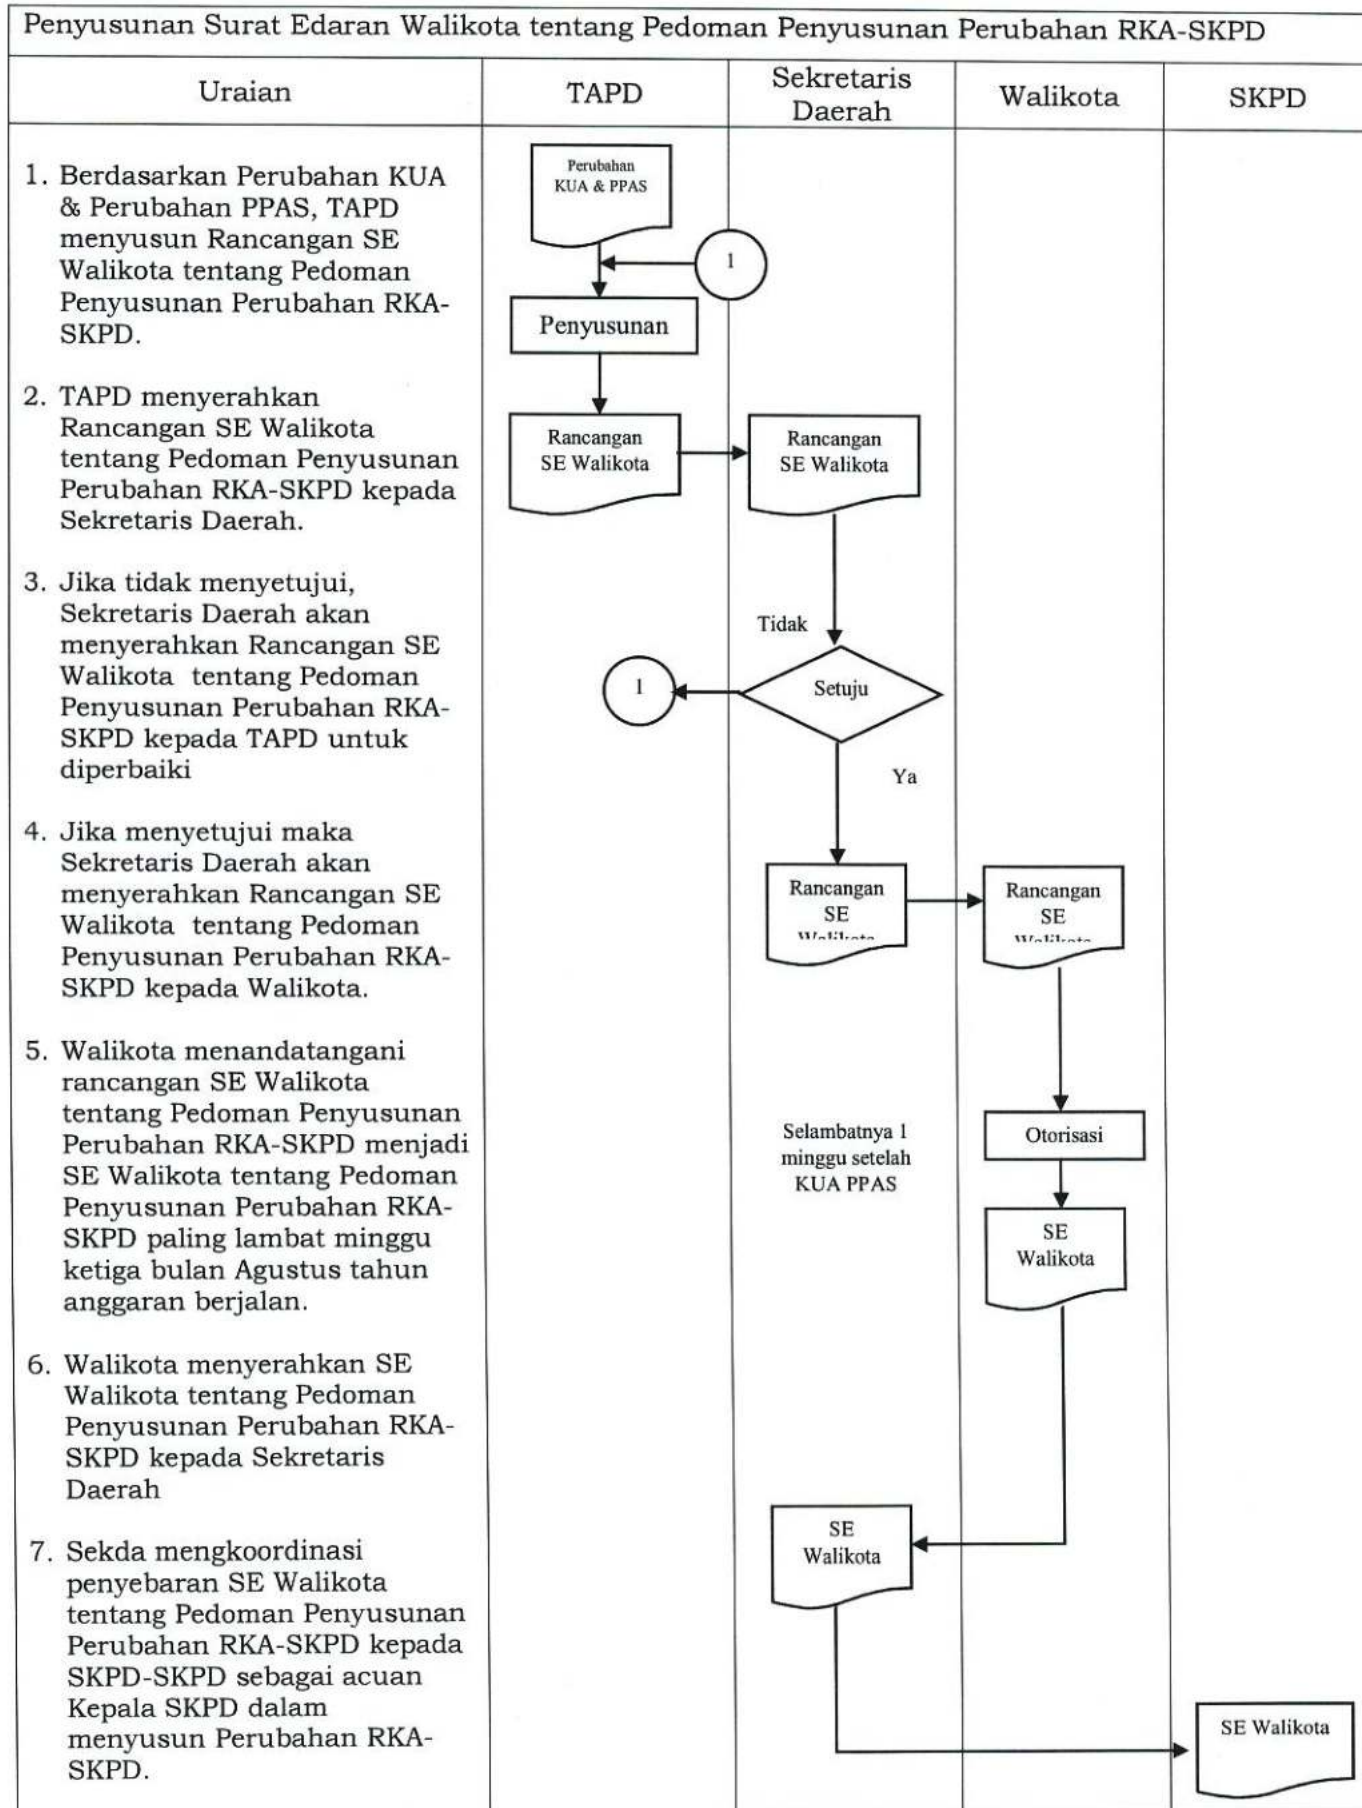 Penyusunan Surat Edaran Walikota tentang Pedoman Penyusunan Perubahan RKA-SKPD
Uraian
TAPD
Sekretaris
Daerah
Walikota
SKPD
1. Berdasarkan Perubahan KUA
& Perubahan PPAS, TAPD
menyusun Rancangan SE
Walikota tentang Pedoman
Penyusunan Perubahan RKA-
SKPD.
2. TAPD menyerahkan
Rancangan SE Walikota
tentang Pedoman Penyusunan
Perubahan RKA-SKPD kepada
Sekretaris Daerah.
3. Jika tidak menyetujui,
Sekretaris Daerah akan
menyerahkan Rancangan SE
Walikota tentang Pedoman
Penyusunan Perubahan RKA-
SKPD kepada TAPD untuk
diperbaiki
4. Jika menyetujui maka
Sekretaris Daerah akan
menyerahkan Rancangan SE
Walikota tentang Pedoman
Penyusunan Perubahan RKA-
SKPD kepada Walikota.
5. Walikota menandatangani
rancangan SE Walikota
tentang Pedoman Penyusunan
Perubahan RKA-SKPD menjadi
SE Walikota tentang Pedoman
Penyusunan Perubahan RKA-
SKPD paling lambat minggu
ketiga bulan Agustus tahun
anggaran berjalan.
6. Walikota menyerahkan SE
Walikota tentang Pedoman
Penyusunan Perubahan RKA-
SKPD kepada Sekretaris
Daerah
7. Sekda mengkoordinasi
penyebaran SE Walikota
tentang Pedoman Penyusunan
Perubahan RKA-SKPD kepada
SKPD-SKPD sebagai acuan
Kepala SKPD dalam
menyusun Perubahan RKA-
SKPD.
Perubahan
KUA & PPAS
1
Penyusunan
Rancangan
SE Walikota
Rancangan
SE Walikota
Tidak
1
Setuju
Ya
Rancangan
SE
Walikota
Rancangan
SE
Walikota
Selambatnya 1
minggu setelah
KUA PPAS
Otorisasi
SE
Walikota
SE
Walikota
SE Walikota